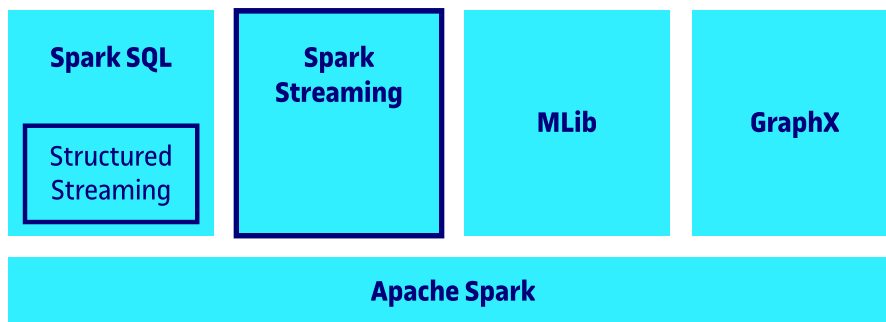 Spark SQL
Structured
Streaming
Spark
Streaming
MLib
GraphX
Apache Spark